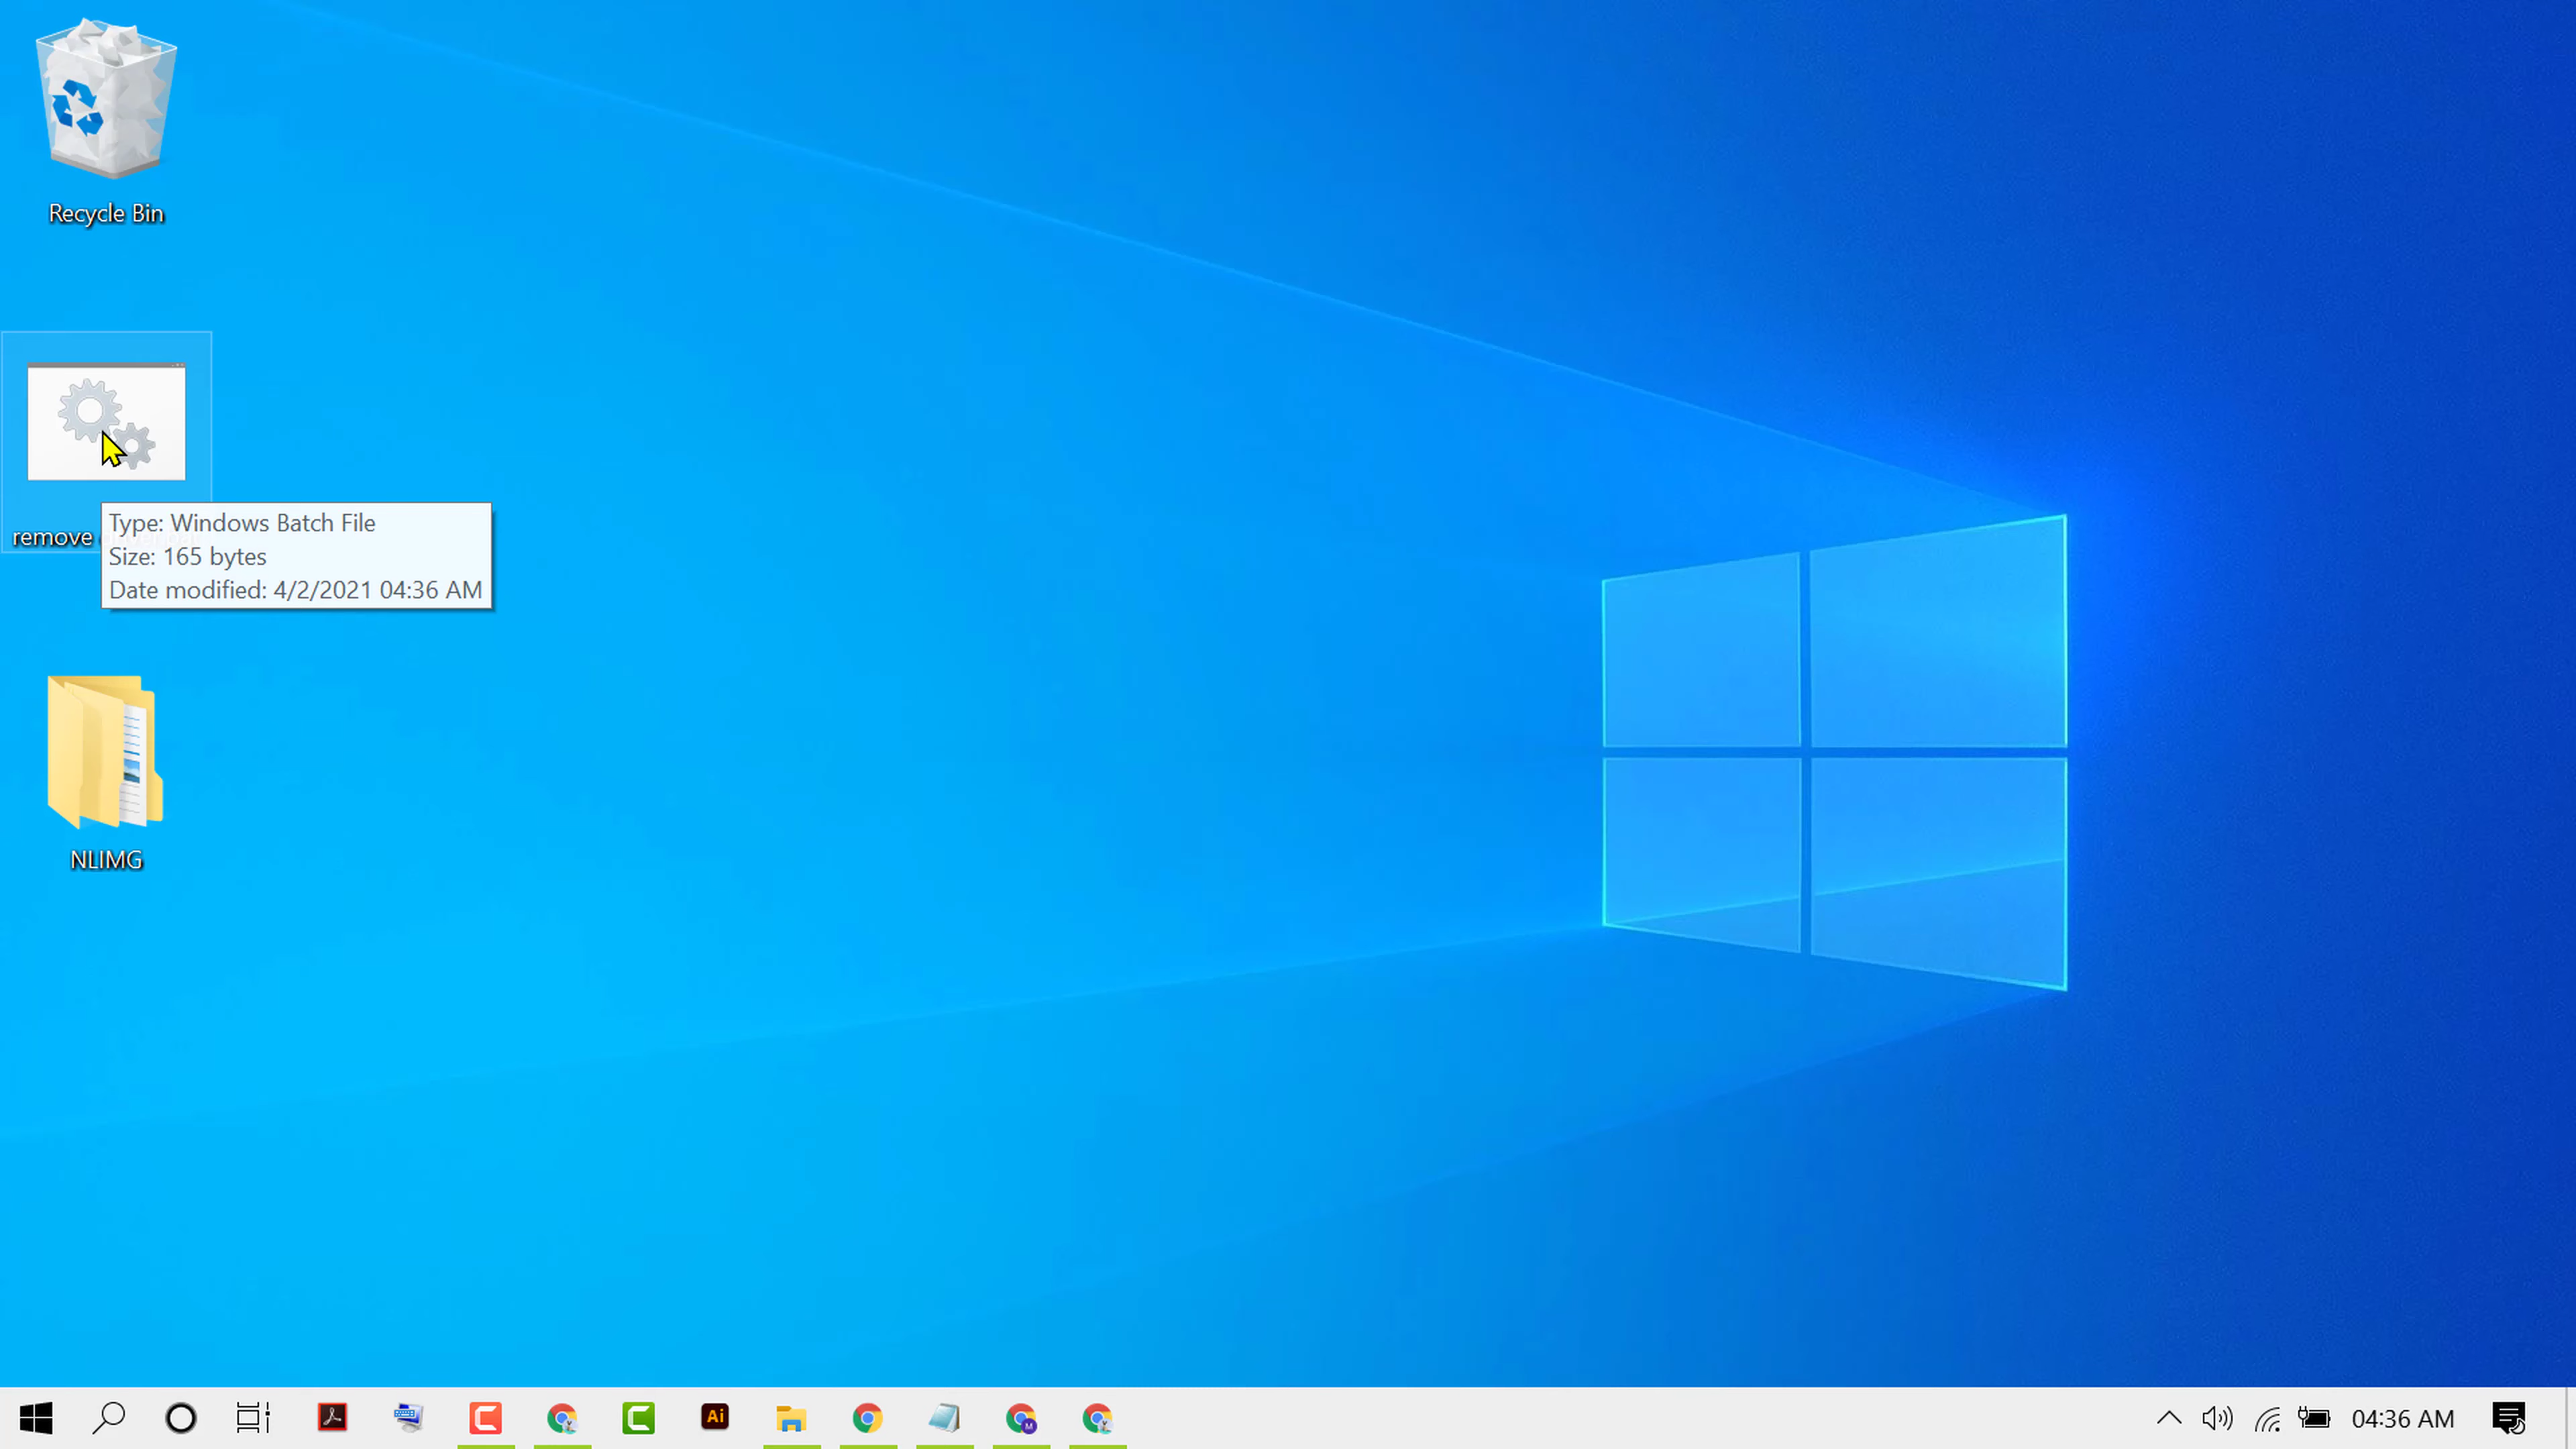 Recycle Bin
remove
Type: Windows Batch File
Size: 165 bytes
Date modified: 4/2/2021 04:36 AM
NLIMG
Ai
M
04:36 AM